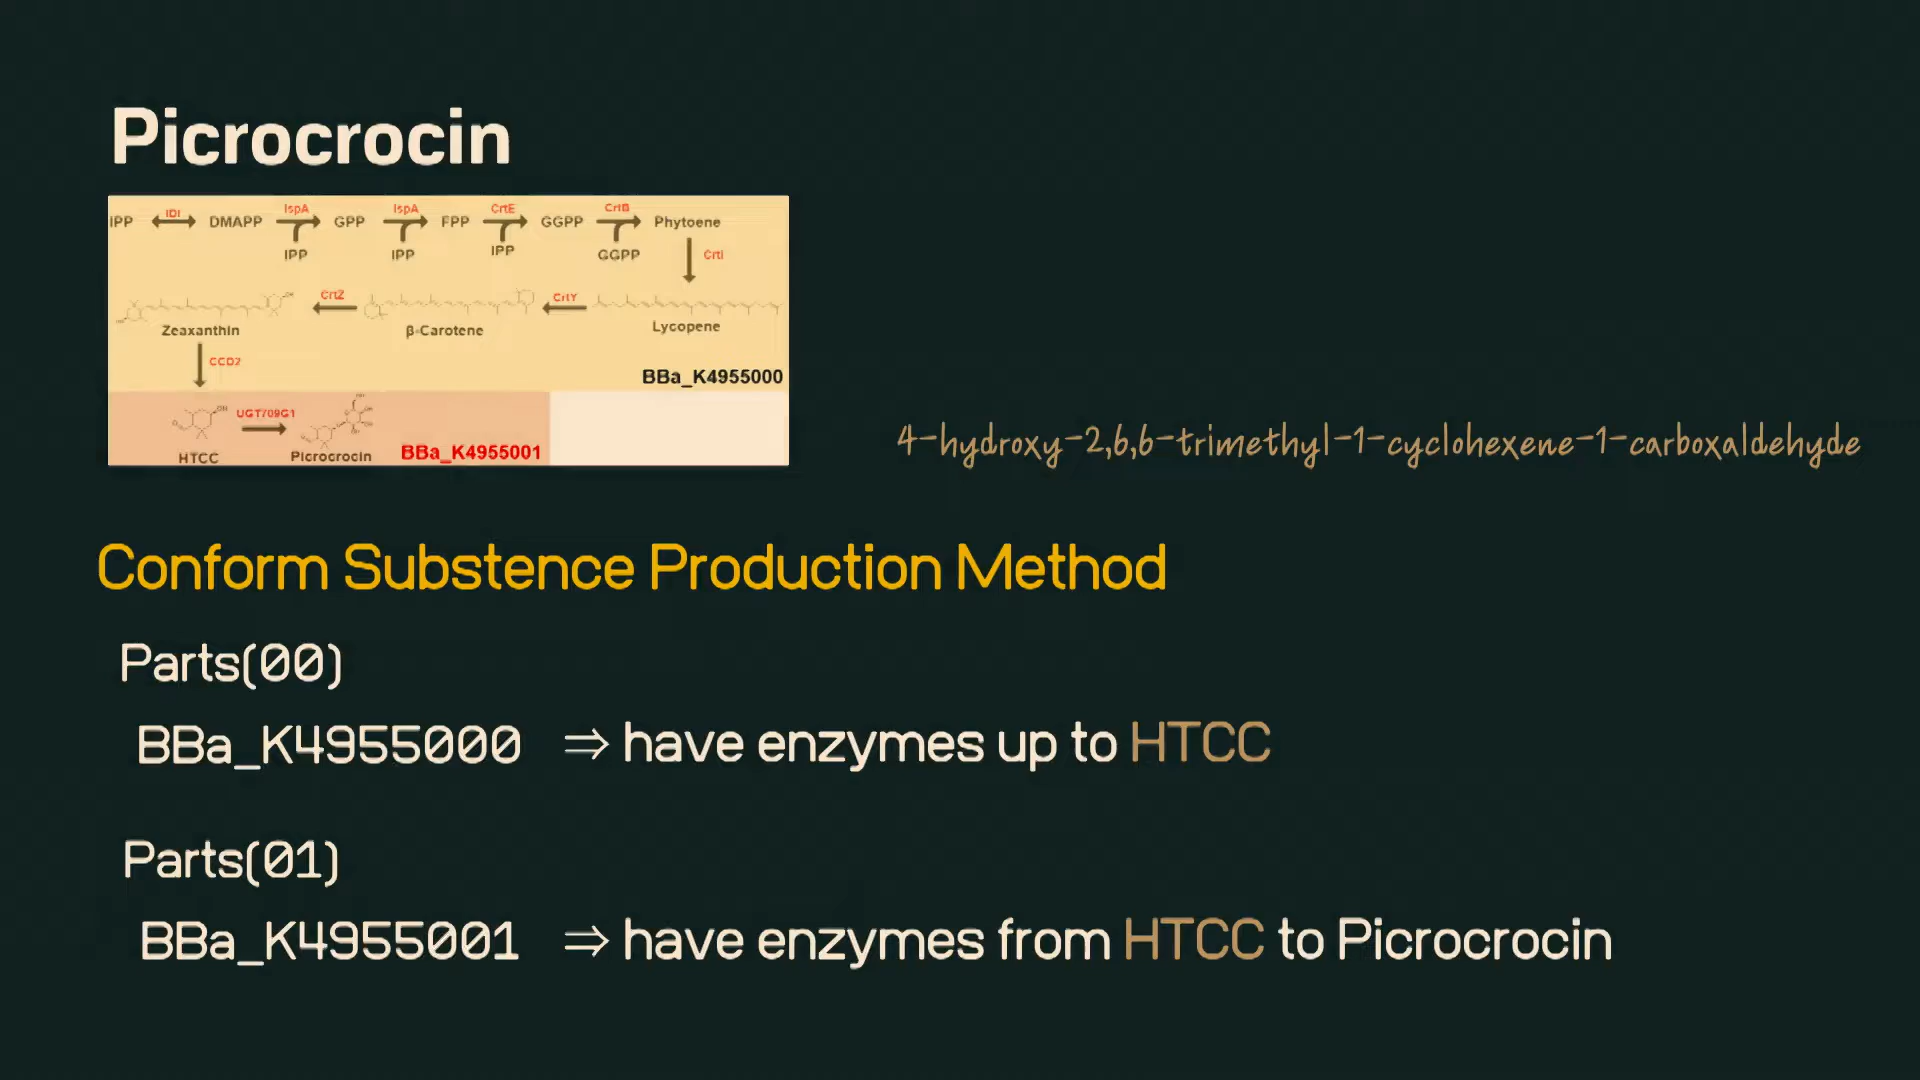 Picrocrocin
IPP IDI DMAPP IspA GPP IspA FPP CrtE GGPP CrtB Phytoene
IPP IPP IPP GGPP CrtI
Zeaxanthin CrtZ β-Carotene CrtY Lycopene
CCD2
BBa_K4955000
HTCC UGT709G1 Picrocrocin BBa_K4955001
4-hydroxy-2,6,6-trimethyl-1-cyclohexene-1-carboxaldehyde
Conform Substence Production Method
Parts(00)
BBa_K4955000 ⇒ have enzymes up to HTCC
Parts(01)
BBa_K4955001 ⇒ have enzymes from HTCC to Picrocrocin